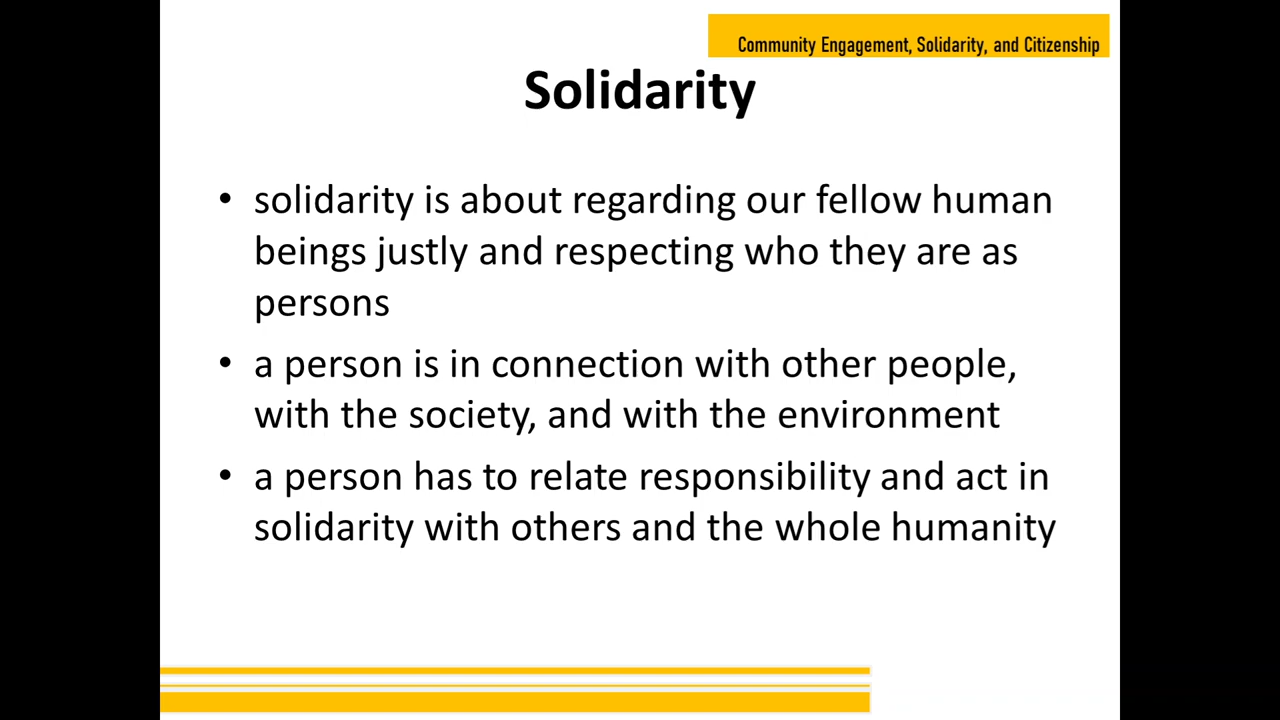 Community Engagement, Solidarity, and Citizenship
Solidarity
• solidarity is about regarding our fellow human
beings justly and respecting who they are as
persons
• a person is in connection with other people,
with the society, and with the environment
• a person has to relate responsibility and act in
solidarity with others and the whole humanity